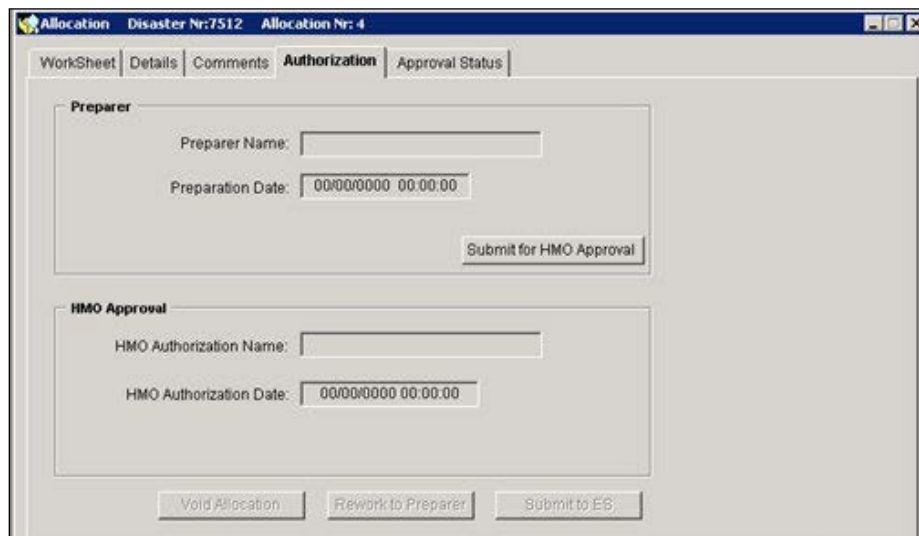 Allocation Disaster Nr:7512 Allocation Nr: 4
WorkSheet Details Comments Authorization Approval Status
Preparer
Preparer Name:
Preparation Date: 00/00/0000 00:00:00
Submit for HMO Approval
HMO Approval
HMO Authorization Name:
HMO Authorization Date: 00/00/0000 00:00:00
Void Allocation Rework to Preparer Submit to ES